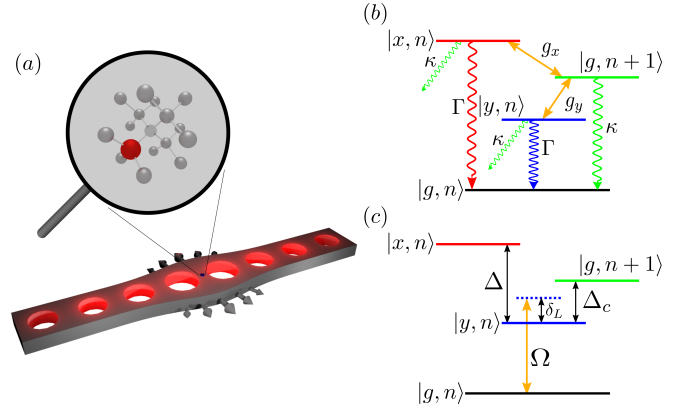 (a)
(b)
|x, n⟩
|g, n + 1⟩
|y, n⟩
|g, n⟩
κ
g_x
g_y
Γ
κ
Γ
κ
(c)
|x, n⟩
|g, n + 1⟩
Δ
δ_L
Δ_c
|y, n⟩
Ω
|g, n⟩